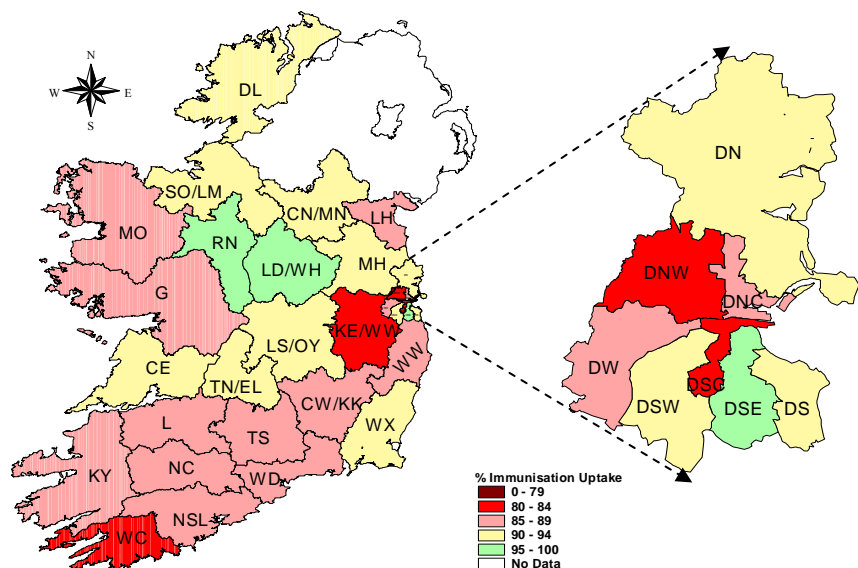 N
W E
S
DL
SO/LM
CN/MN
LH
MO
RN
LD/WH
MH
G
KE/WW
LS/OY
WW
CE
TN/EL
CW/KK
WX
L
TS
KY
NC
WD
NSL
WC
DN
DNW
DNC
DW
DSC
DSW
DSE
DS
% Immunisation Uptake
0 - 79
80 - 84
85 - 89
90 - 94
95 - 100
No Data